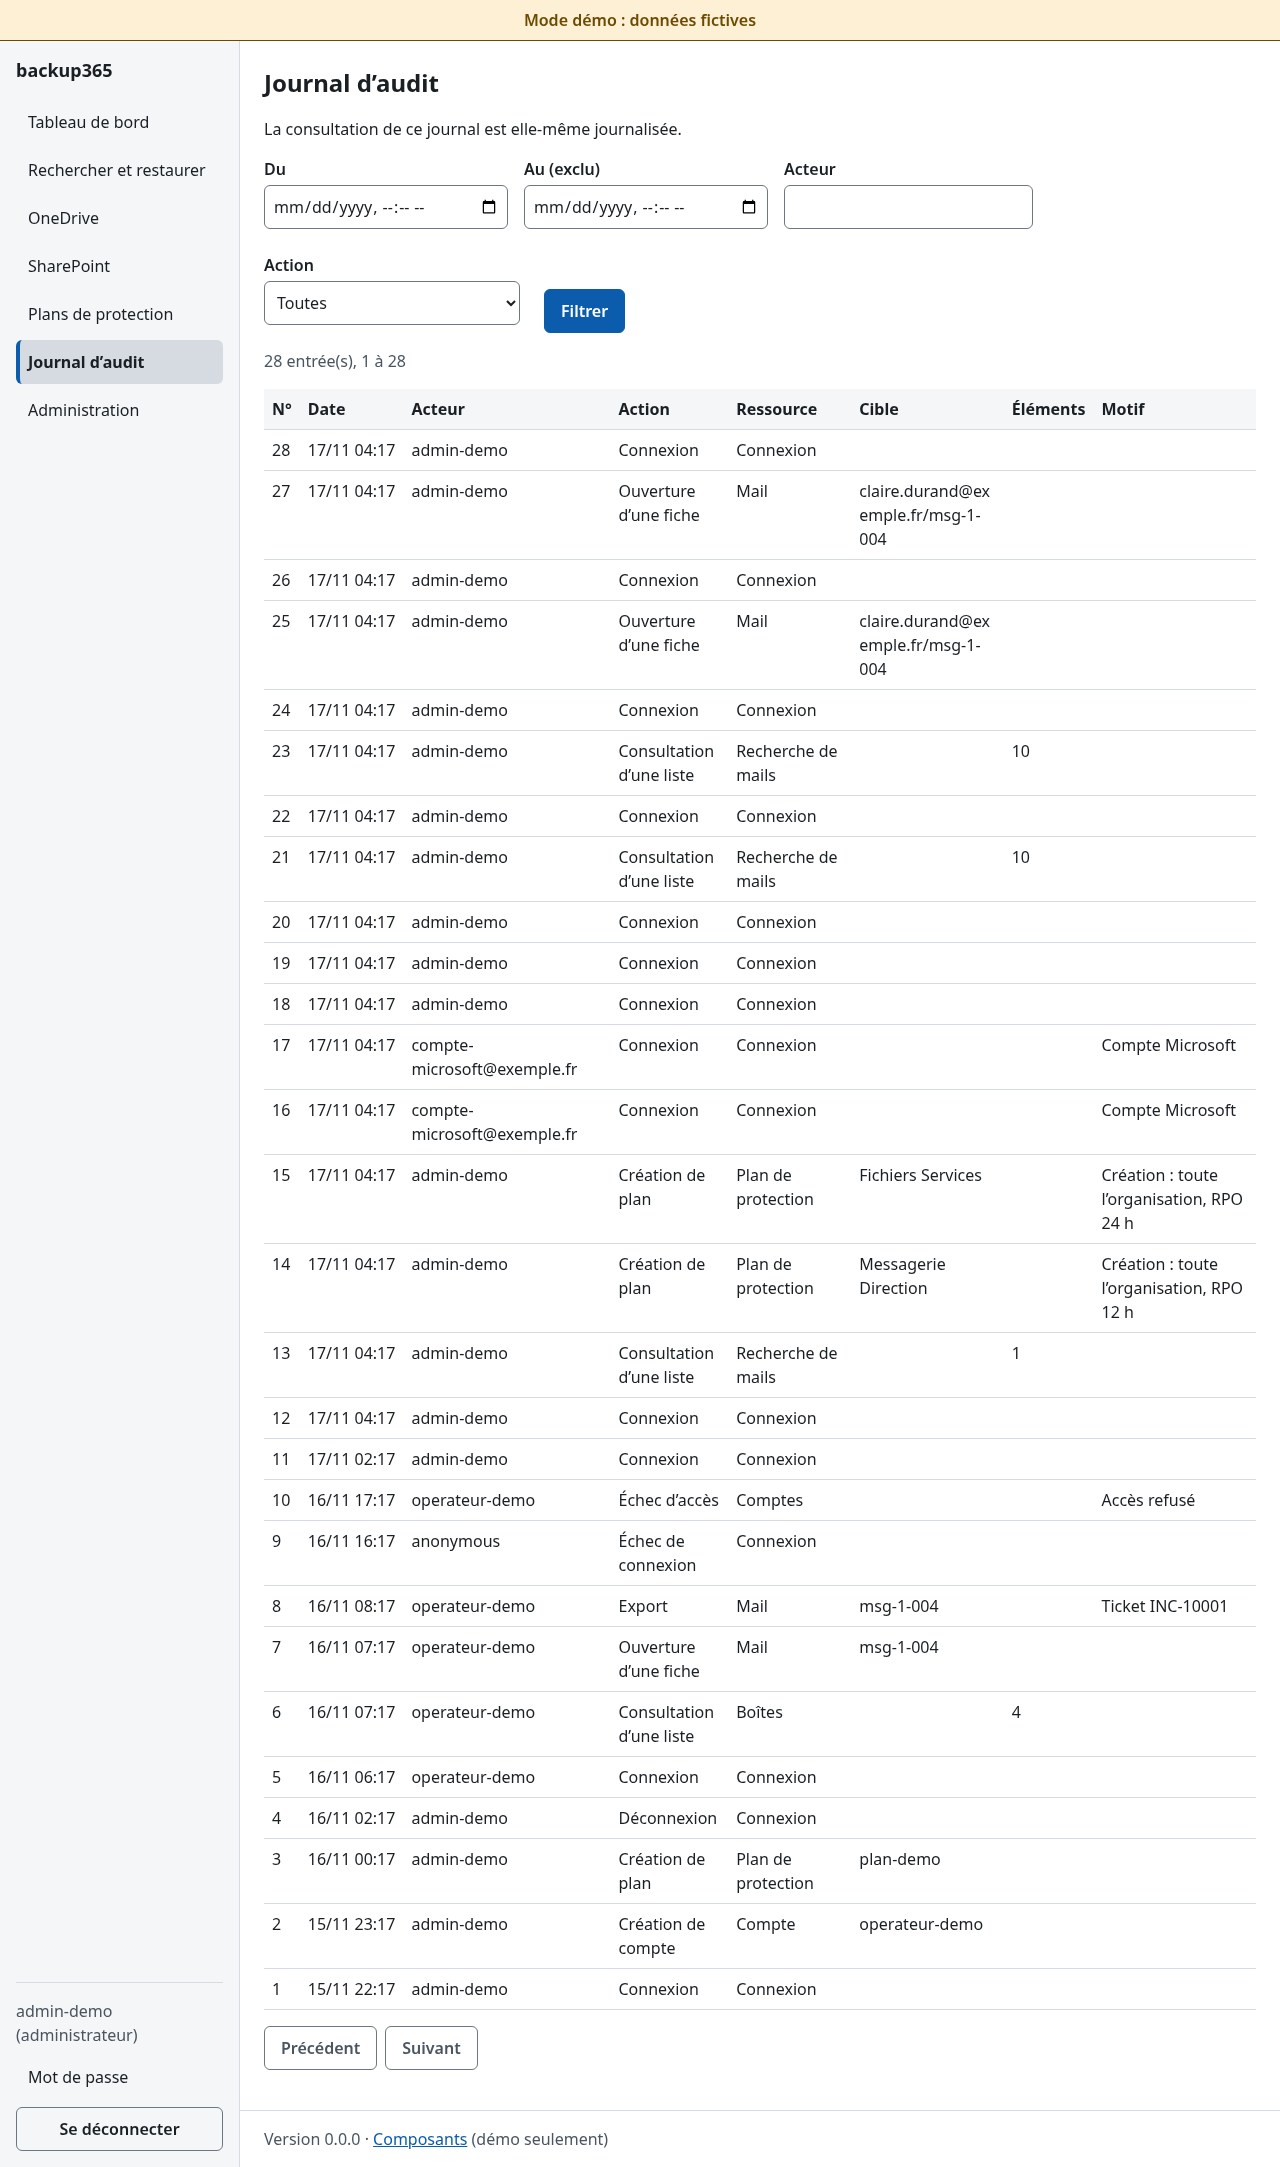 Mode démo : données fictives
backup365
Tableau de bord
Rechercher et restaurer
OneDrive
SharePoint
Plans de protection
Journal d’audit
Administration
admin-demo
(administrateur)
Mot de passe
Se déconnecter
Journal d’audit
La consultation de ce journal est elle-même journalisée.
Du Au (exclu) Acteur
mm/dd/yyyy, --:-- -- mm/dd/yyyy, --:-- --
Action
Toutes Filtrer
28 entrée(s), 1 à 28
N° Date Acteur Action Ressource Cible Éléments Motif
28 17/11 04:17 admin-demo Connexion Connexion
27 17/11 04:17 admin-demo Ouverture Mail claire.durand@ex
d’une fiche emple.fr/msg-1-
004
26 17/11 04:17 admin-demo Connexion Connexion
25 17/11 04:17 admin-demo Ouverture Mail claire.durand@ex
d’une fiche emple.fr/msg-1-
004
24 17/11 04:17 admin-demo Connexion Connexion
23 17/11 04:17 admin-demo Consultation Recherche de 10
d’une liste mails
22 17/11 04:17 admin-demo Connexion Connexion
21 17/11 04:17 admin-demo Consultation Recherche de 10
d’une liste mails
20 17/11 04:17 admin-demo Connexion Connexion
19 17/11 04:17 admin-demo Connexion Connexion
18 17/11 04:17 admin-demo Connexion Connexion
17 17/11 04:17 compte- Connexion Connexion Compte Microsoft
microsoft@exemple.fr
16 17/11 04:17 compte- Connexion Connexion Compte Microsoft
microsoft@exemple.fr
15 17/11 04:17 admin-demo Création de Plan de Fichiers Services Création : toute
plan protection l’organisation, RPO
24 h
14 17/11 04:17 admin-demo Création de Plan de Messagerie Création : toute
plan protection Direction l’organisation, RPO
12 h
13 17/11 04:17 admin-demo Consultation Recherche de 1
d’une liste mails
12 17/11 04:17 admin-demo Connexion Connexion
11 17/11 02:17 admin-demo Connexion Connexion
10 16/11 17:17 operateur-demo Échec d’accès Comptes Accès refusé
9 16/11 16:17 anonymous Échec de Connexion
connexion
8 16/11 08:17 operateur-demo Export Mail msg-1-004 Ticket INC-10001
7 16/11 07:17 operateur-demo Ouverture Mail msg-1-004
d’une fiche
6 16/11 07:17 operateur-demo Consultation Boîtes 4
d’une liste
5 16/11 06:17 operateur-demo Connexion Connexion
4 16/11 02:17 admin-demo Déconnexion Connexion
3 16/11 00:17 admin-demo Création de Plan de plan-demo
plan protection
2 15/11 23:17 admin-demo Création de Compte operateur-demo
compte
1 15/11 22:17 admin-demo Connexion Connexion
Précédent Suivant
Version 0.0.0 · Composants (démo seulement)